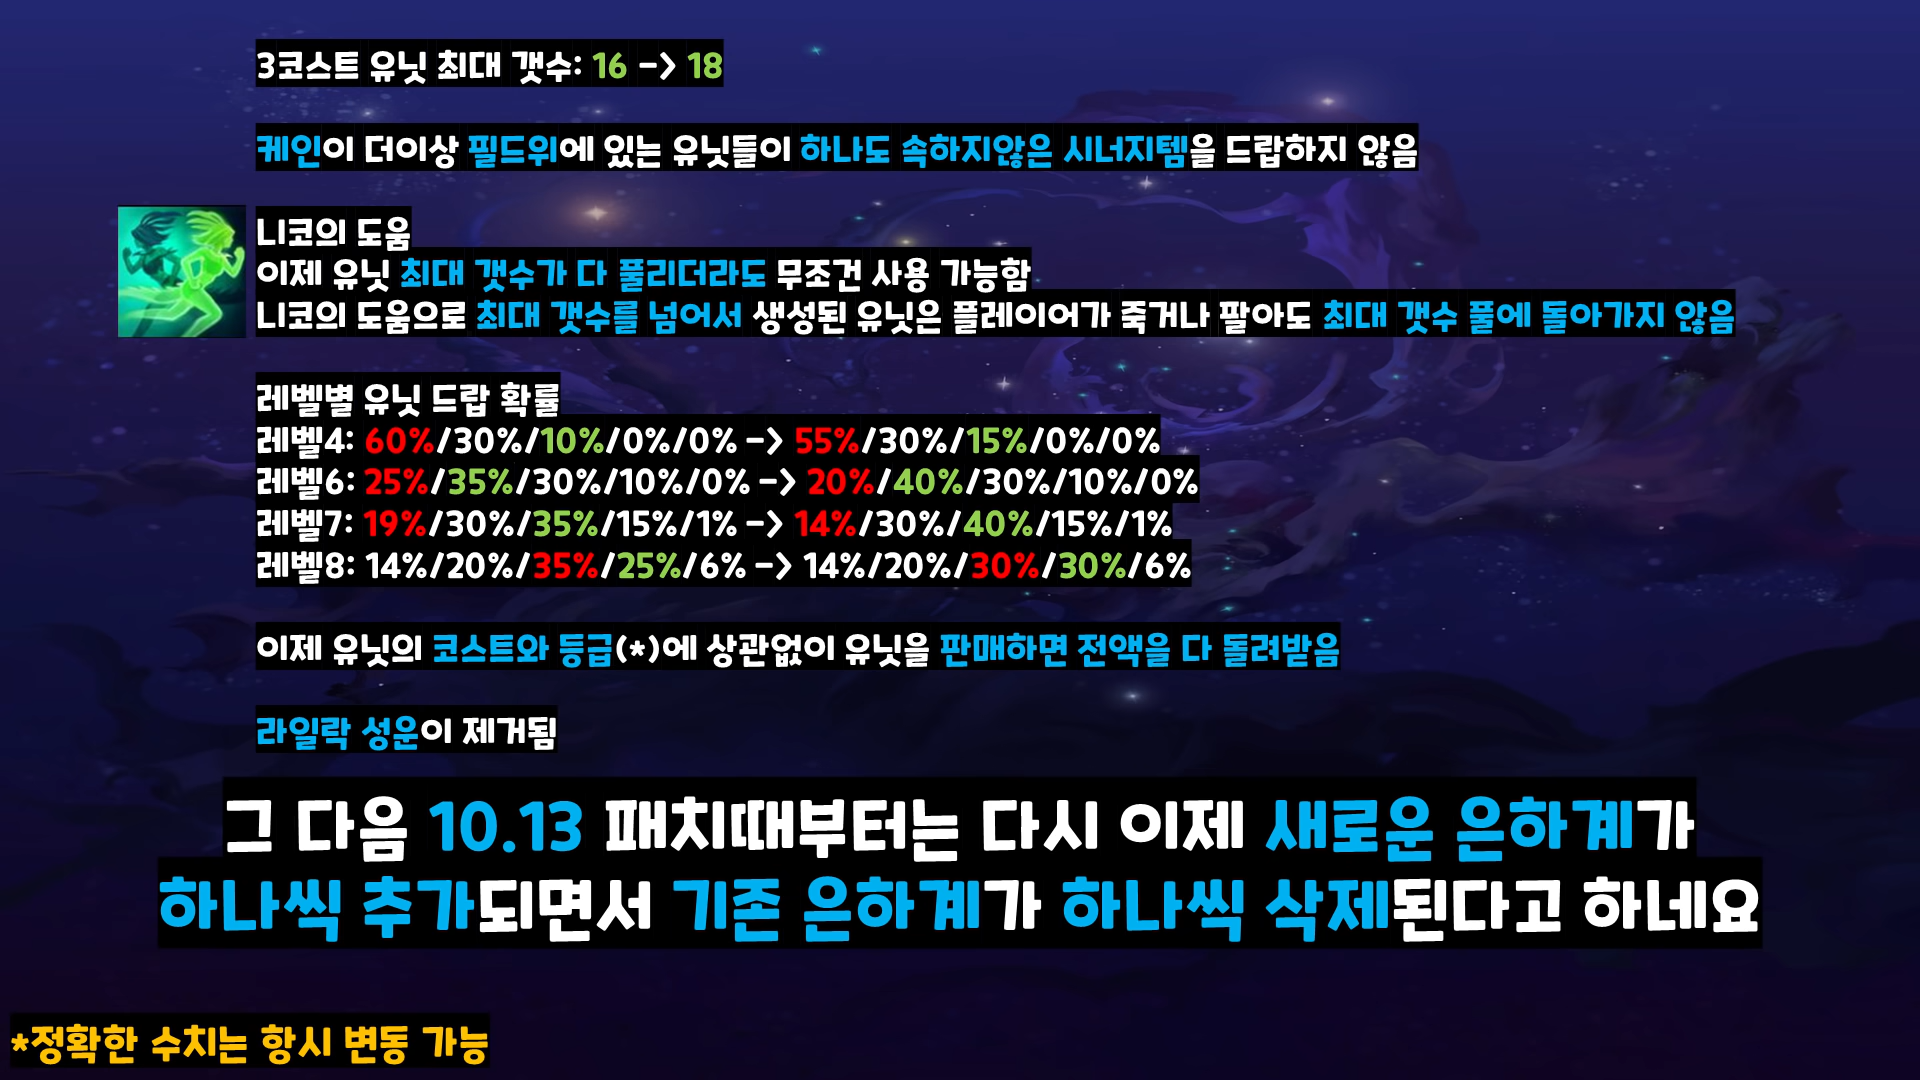 3코스트 유닛 최대 갯수: 16 -> 18
케인이 더이상 필드위에 있는 유닛들이 하나도 속하지않은 시너지템을 드랍하지 않음
니코의 도움
이제 유닛 최대 갯수가 다 풀리더라도 무조건 사용 가능함
니코의 도움으로 최대 갯수를 넘어서 생성된 유닛은 플레이어가 죽거나 팔아도 최대 갯수 풀에 돌아가지 않음
레벨별 유닛 드랍 확률
레벨4: 60%/30%/10%/0%/0% -> 55%/30%/15%/0%/0%
레벨6: 25%/35%/30%/10%/0% -> 20%/40%/30%/10%/0%
레벨7: 19%/30%/35%/15%/1% -> 14%/30%/40%/15%/1%
레벨8: 14%/20%/35%/25%/6% -> 14%/20%/30%/30%/6%
이제 유닛의 코스트와 등급(*)에 상관없이 유닛을 판매하면 전액을 다 돌려받음
라일락 성운이 제거됨
그 다음 10.13 패치때부터는 다시 이제 새로운 은하계가
하나씩 추가되면서 기존 은하계가 하나씩 삭제된다고 하네요
*정확한 수치는 항시 변동 가능